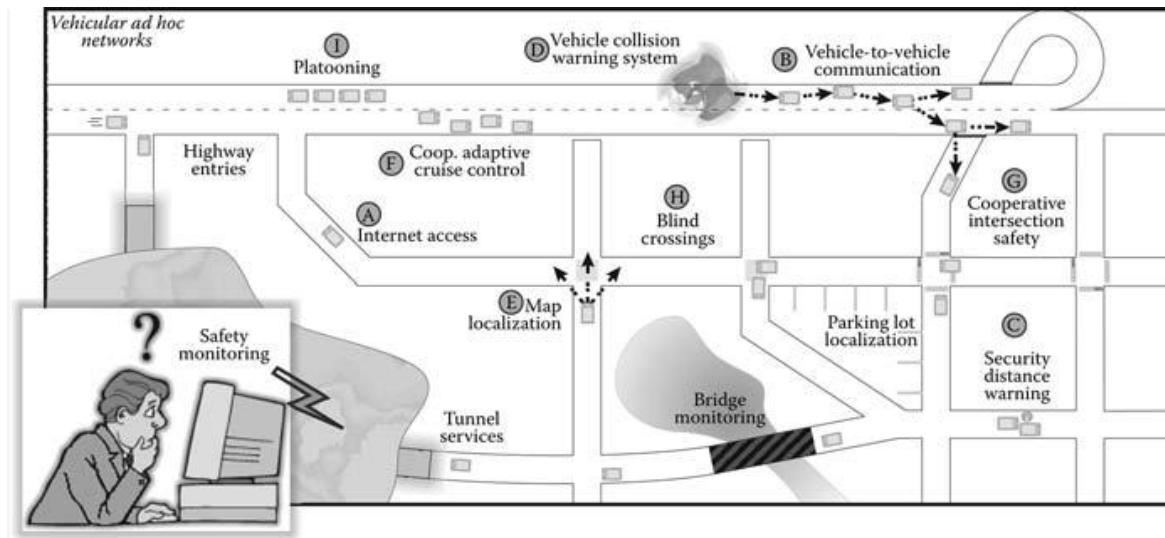 Vehicular ad hoc
networks
I
Platooning
D
Vehicle collision
warning system
B
Vehicle-to-vehicle
communication
Highway
entries
F
Coop. adaptive
cruise control
A
Internet access
H
Blind
crossings
G
Cooperative
intersection
safety
E
Map
localization
?
Safety
monitoring
Parking lot
localization
C
Security
distance
warning
Tunnel
services
Bridge
monitoring